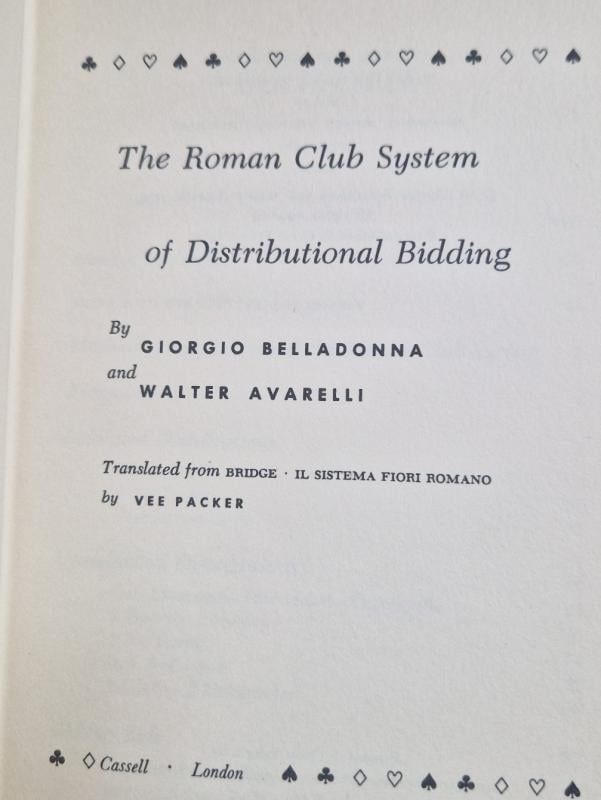 ♣ ♢ ♡ ♠ ♣ ♢ ♡ ♠ ♣ ♢ ♡ ♠ ♣ ♢ ♡ ♠
The Roman Club System
of Distributional Bidding
By
GIORGIO BELLADONNA
and
WALTER AVARELLI
Translated from BRIDGE · IL SISTEMA FIORI ROMANO
by VEE PACKER
♣ ♢ Cassell · London ♠ ♣ ♢ ♡ ♠ ♣ ♢ ♡ ♠